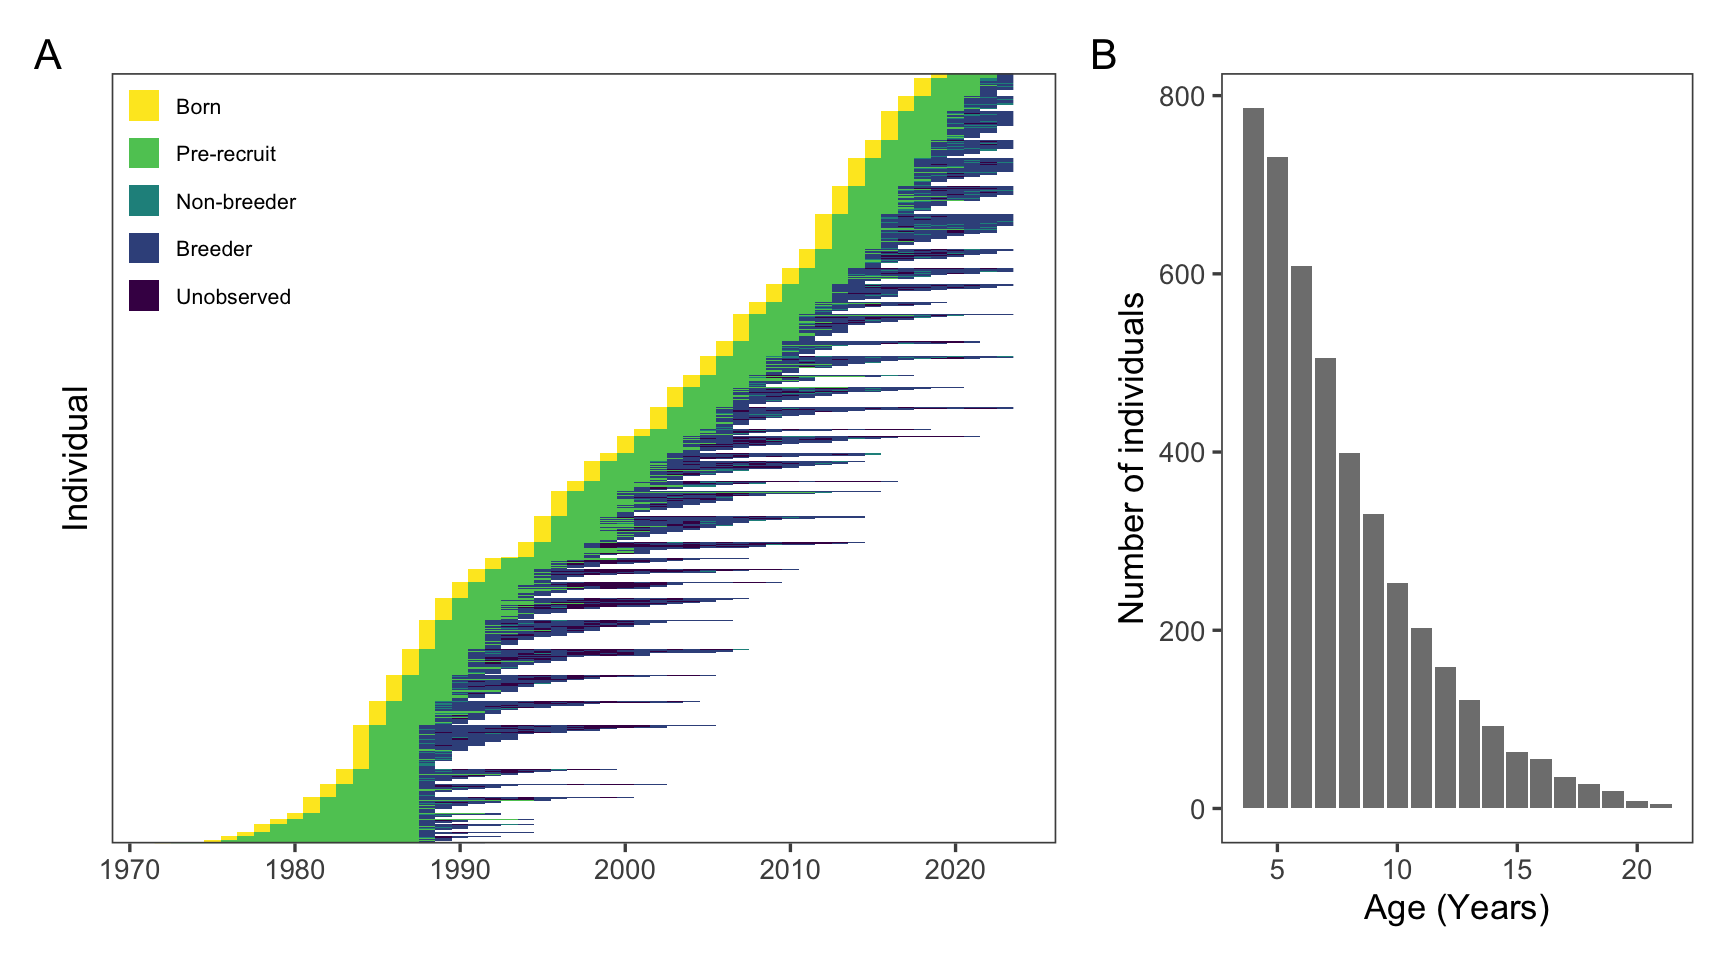 A
Born
Pre-recruit
Non-breeder
Breeder
Unobserved
Individual
1970 1980 1990 2000 2010 2020
B
800
600
400
200
0
Number of individuals
5 10 15 20
Age (Years)